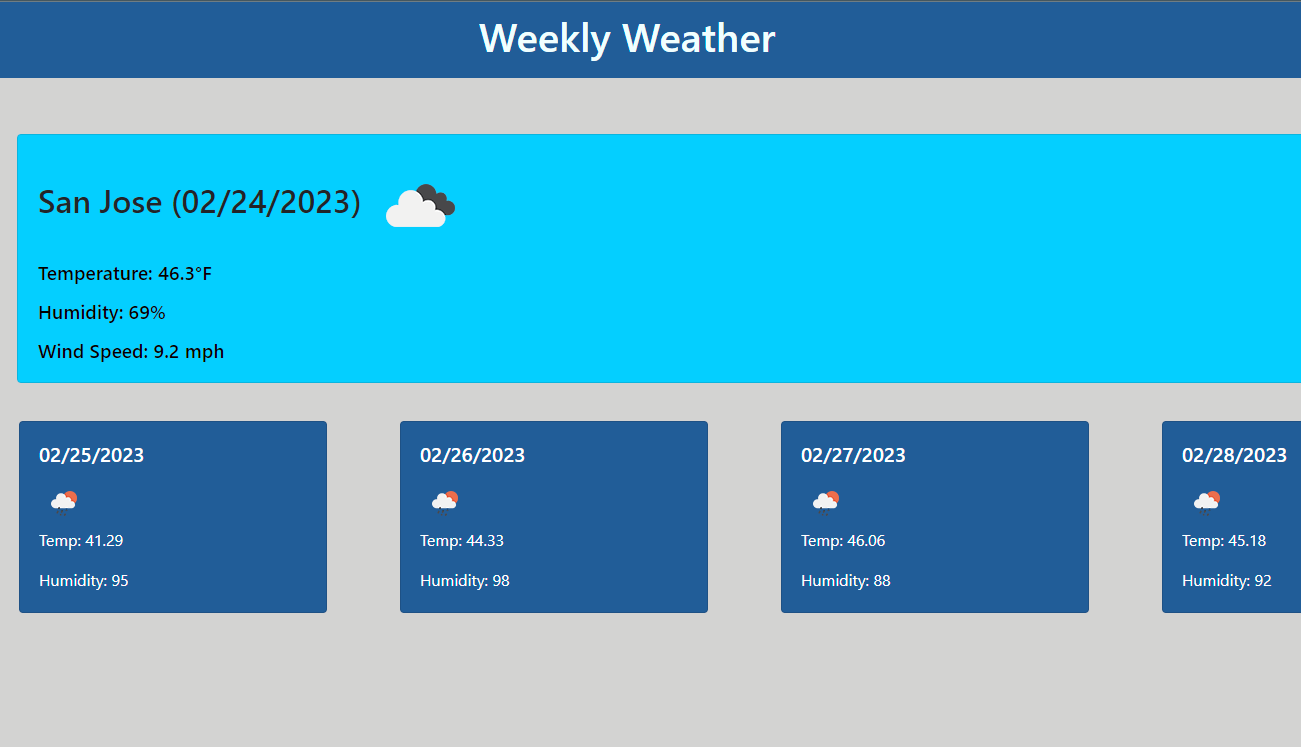 Weekly Weather
San Jose (02/24/2023)
Temperature: 46.3°F
Humidity: 69%
Wind Speed: 9.2 mph
02/25/2023
Temp: 41.29
Humidity: 95
02/26/2023
Temp: 44.33
Humidity: 98
02/27/2023
Temp: 46.06
Humidity: 88
02/28/2023
Temp: 45.18
Humidity: 92